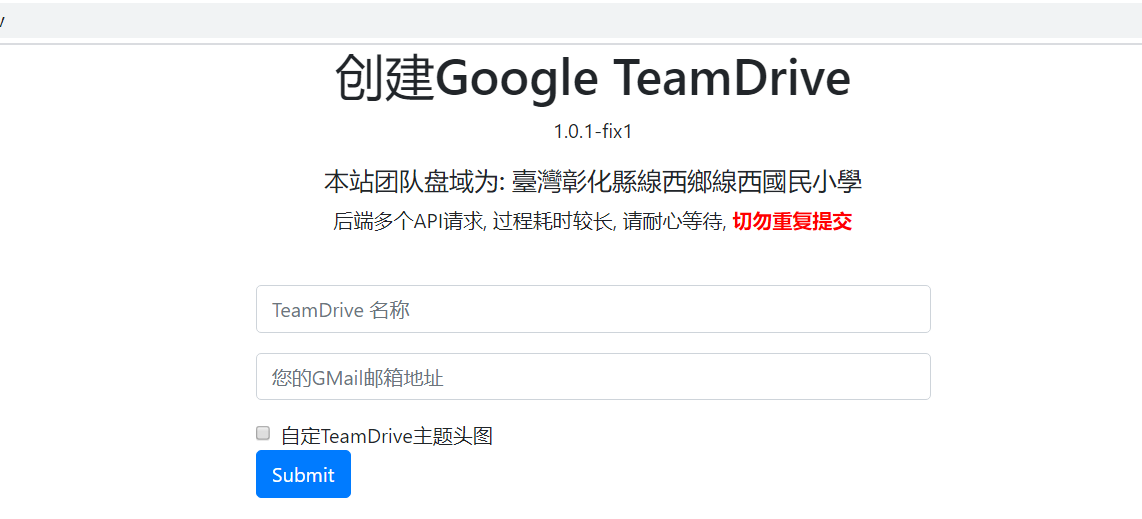 创建Google TeamDrive
1.0.1-fix1
本站团队盘域为: 臺灣彰化縣線西鄉線西國民小學
后端多个API请求, 过程耗时较长, 请耐心等待, 切勿重复提交
TeamDrive 名称
您的GMail邮箱地址
自定TeamDrive主题头图
Submit